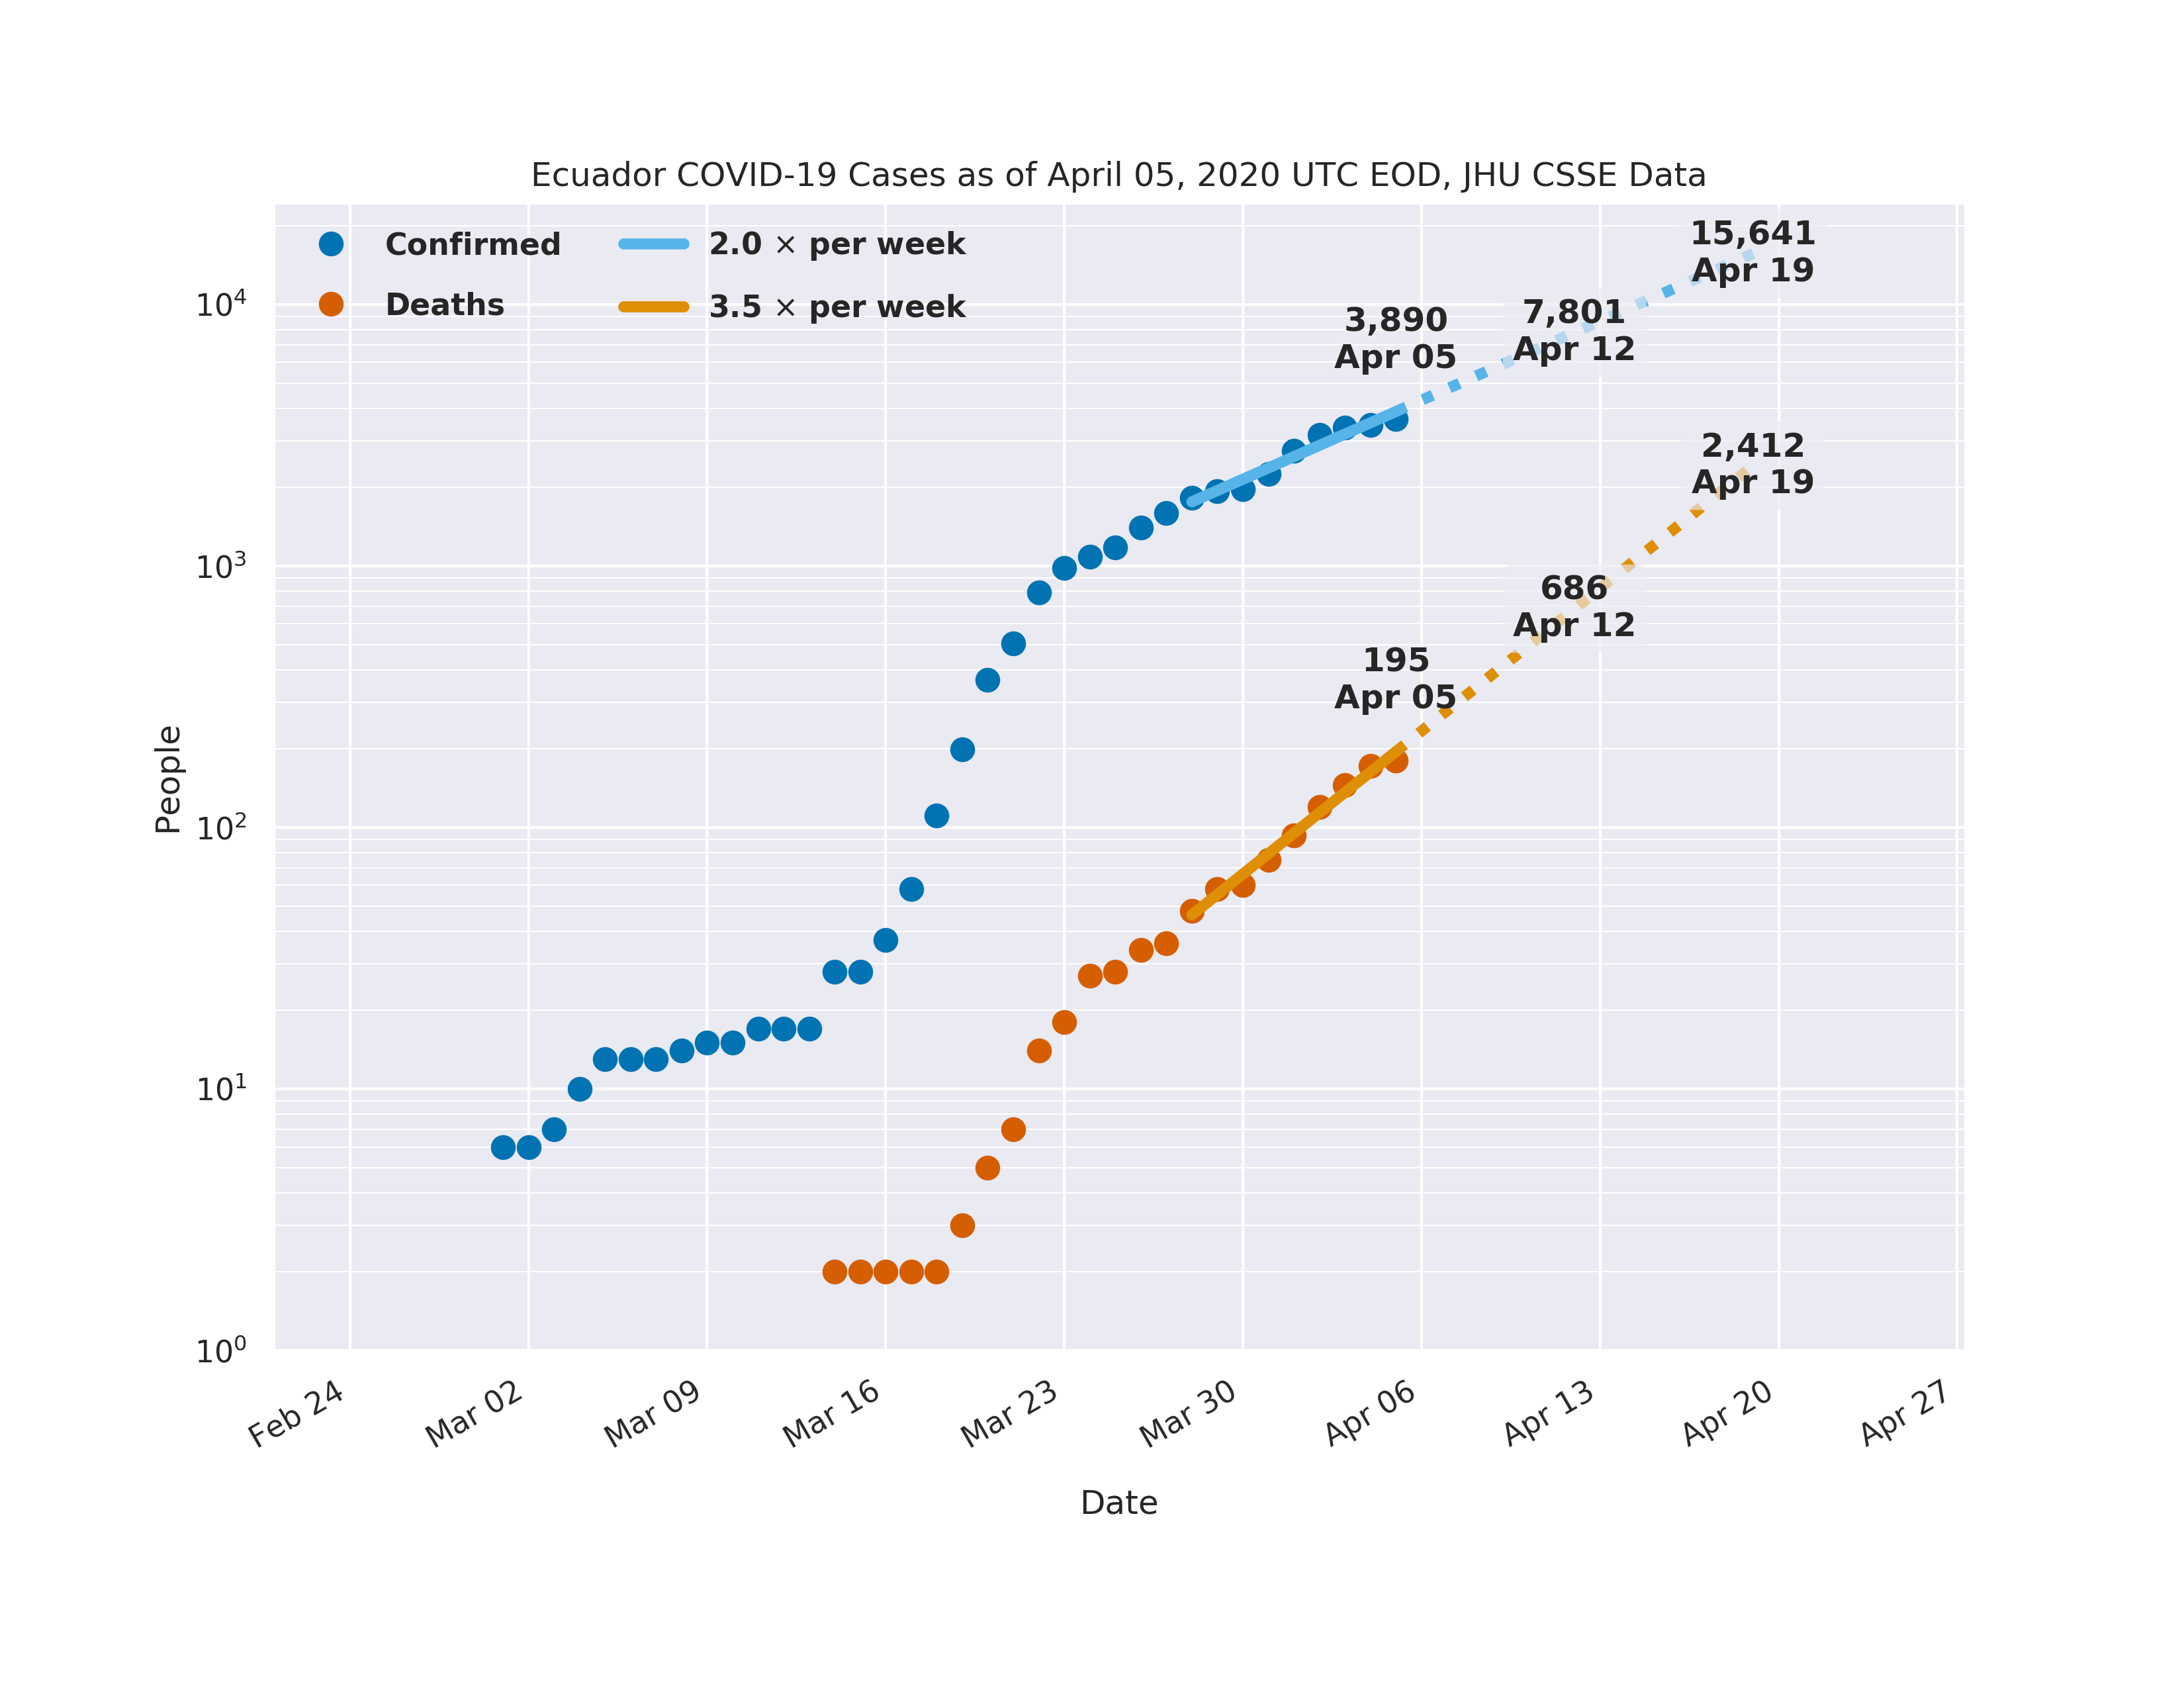 Ecuador COVID-19 Cases as of April 05, 2020 UTC EOD, JHU CSSE Data
Confirmed
Deaths
2.0 × per week
3.5 × per week
15,641
Apr 19
3,890
Apr 05
7,801
Apr 12
2,412
Apr 19
686
Apr 12
195
Apr 05
People
10⁴
10³
10²
10¹
10⁰
Feb 24
Mar 02
Mar 09
Mar 16
Mar 23
Mar 30
Apr 06
Apr 13
Apr 20
Apr 27
Date